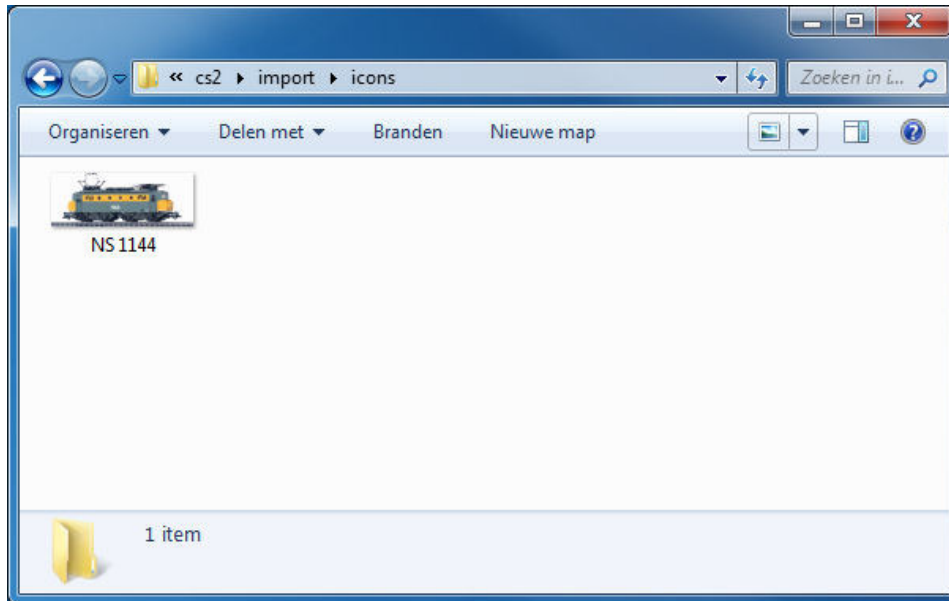 « cs2 ▸ import ▸ icons
Zoeken in i...
Organiseren Delen met Branden Nieuwe map
NS 1144
1 item